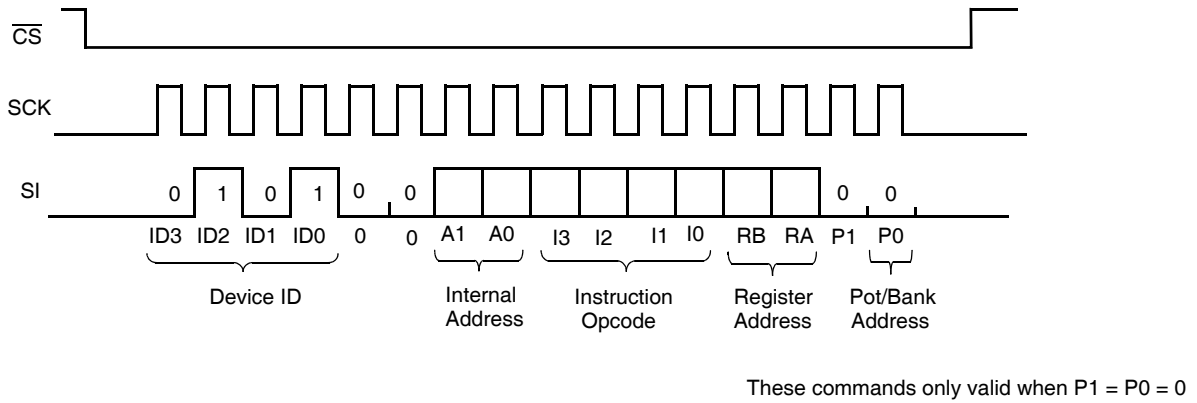 CS
SCK
SI
0 1 0 1 0 0 0 0
ID3 ID2 ID1 ID0 0 0 A1 A0 I3 I2 I1 I0 RB RA P1 P0
Device ID
Internal
Address
Instruction
Opcode
Register
Address
Pot/Bank
Address
These commands only valid when P1 = P0 = 0